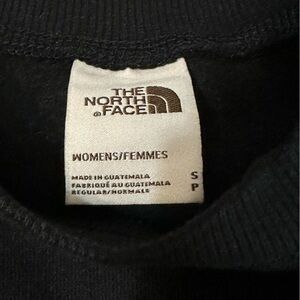 THE
NORTH
® FACE
WOMENS/FEMMES
MADE IN GUATEMALA S
FABRIQUÉ AU GUATEMALA P
REGULAR/NORMALE